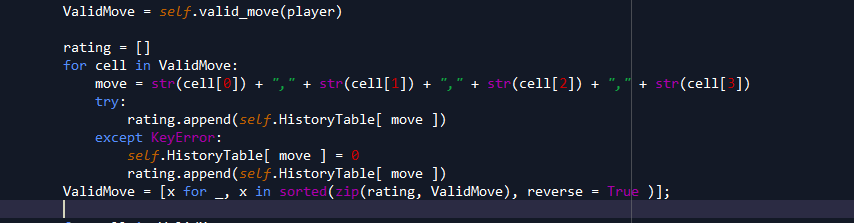 ValidMove = self.valid_move(player)
rating = []
for cell in ValidMove:
move = str(cell[0]) + "," + str(cell[1]) + "," + str(cell[2]) + "," + str(cell[3])
try:
rating.append(self.HistoryTable[ move ])
except KeyError:
self.HistoryTable[ move ] = 0
rating.append(self.HistoryTable[ move ])
ValidMove = [x for _, x in sorted(zip(rating, ValidMove), reverse = True )];